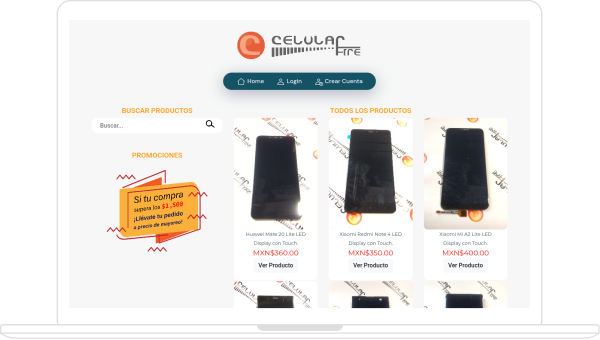 CELULAR
FIRE
Home
Login
Crear Cuenta
BUSCAR PRODUCTOS
Buscar...
PROMOCIONES
Si tu compra
supera los $1,500
¡Llévate tu pedido
a precio de mayoreo!
TODOS LOS PRODUCTOS
Huawei Mate 20 Lite LED
Display con Touch.
MXN$360.00
Ver Producto
Xiaomi Redmi Note 4 LED
Display con Touch.
MXN$350.00
Ver Producto
Xiaomi Mi A2 Lite LED
Display con Touch.
MXN$400.00
Ver Producto